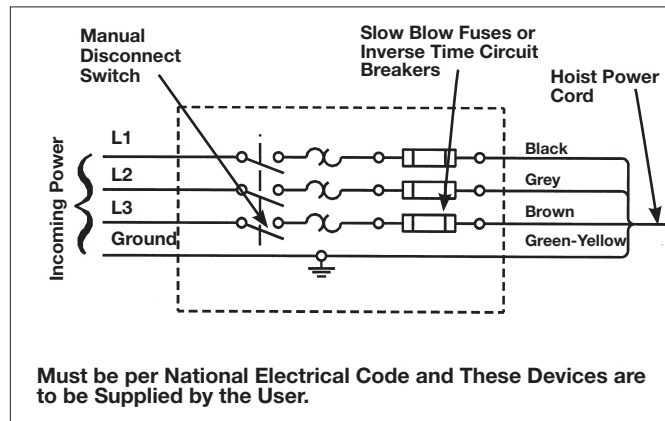 Manual
Disconnect
Switch
Slow Blow Fuses or
Inverse Time Circuit
Breakers
Hoist Power
Cord
Incoming Power
L1
L2
L3
Ground
Black
Grey
Brown
Green-Yellow
Must be per National Electrical Code and These Devices are
to be Supplied by the User.